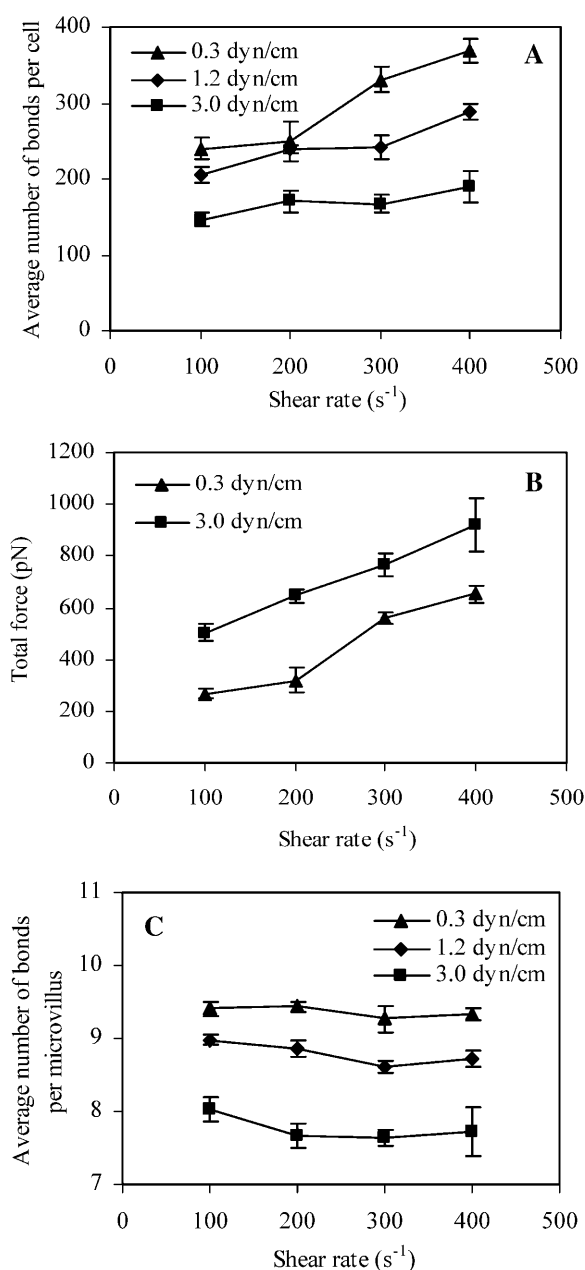 400
300
200
100
0
Average number of bonds per cell
0.3 dyn/cm
1.2 dyn/cm
3.0 dyn/cm
A
0 100 200 300 400 500
Shear rate (s-1)
1200
1000
800
600
400
200
0
Total force (pN)
0.3 dyn/cm
3.0 dyn/cm
B
0 100 200 300 400 500
Shear rate (s-1)
11
10
9
8
7
Average number of bonds
per microvillus
C
0.3 dyn/cm
1.2 dyn/cm
3.0 dyn/cm
0 100 200 300 400 500
Shear rate (s-1)